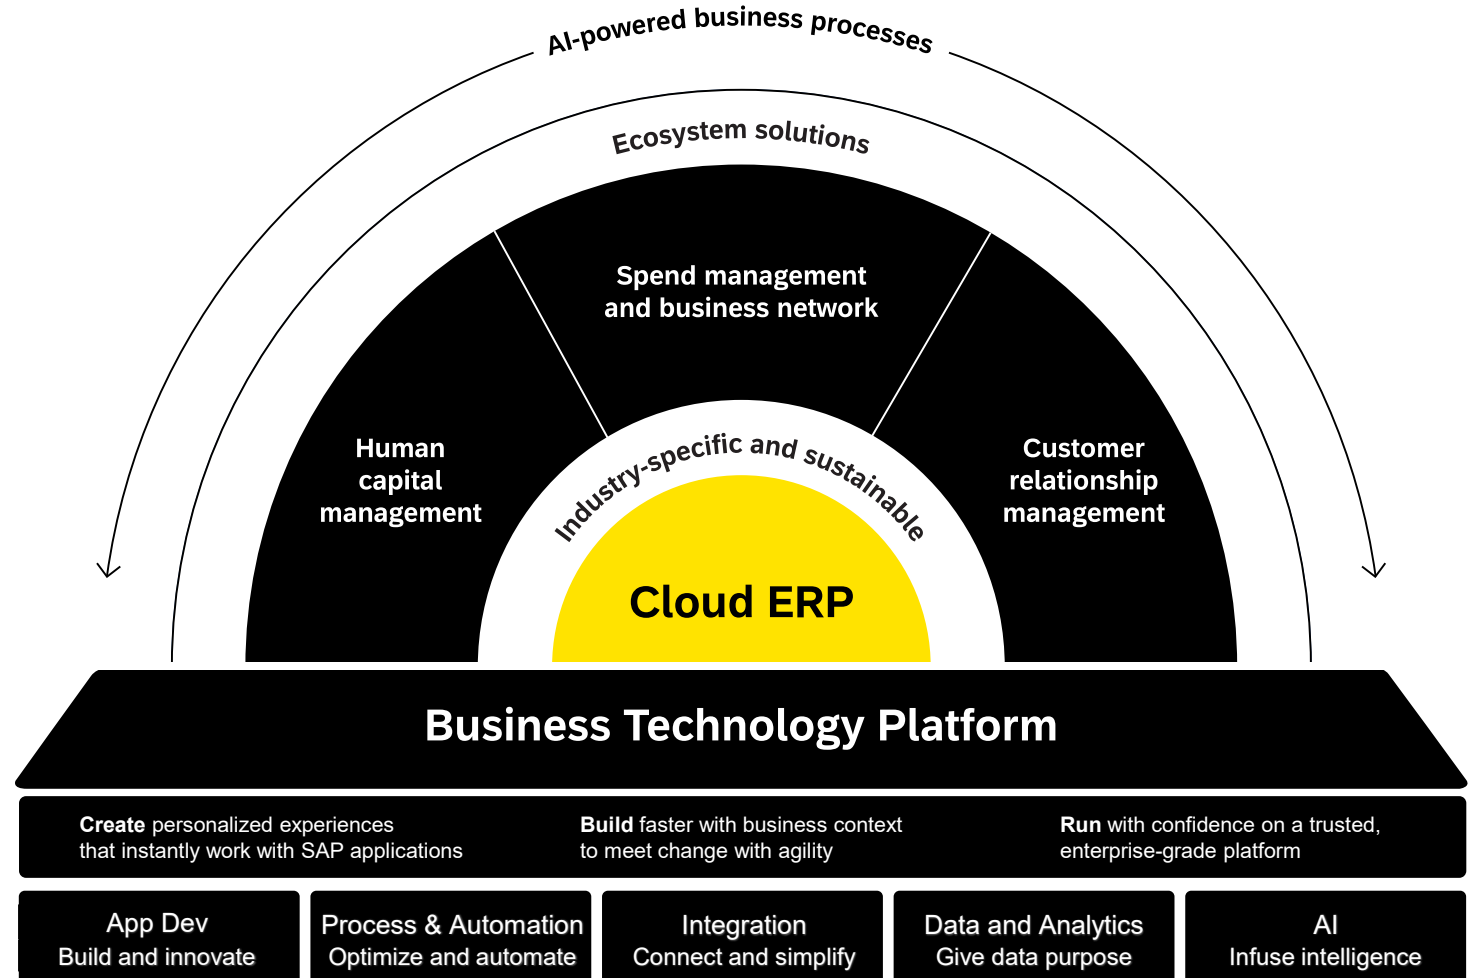 AI-powered business processes
Ecosystem solutions
Spend management
and business network
Human
capital
management
Customer
relationship
management
Industry-specific and sustainable
Cloud ERP
Business Technology Platform
Create personalized experiences
that instantly work with SAP applications
Build faster with business context
to meet change with agility
Run with confidence on a trusted,
enterprise-grade platform
App Dev
Build and innovate
Process & Automation
Optimize and automate
Integration
Connect and simplify
Data and Analytics
Give data purpose
AI
Infuse intelligence